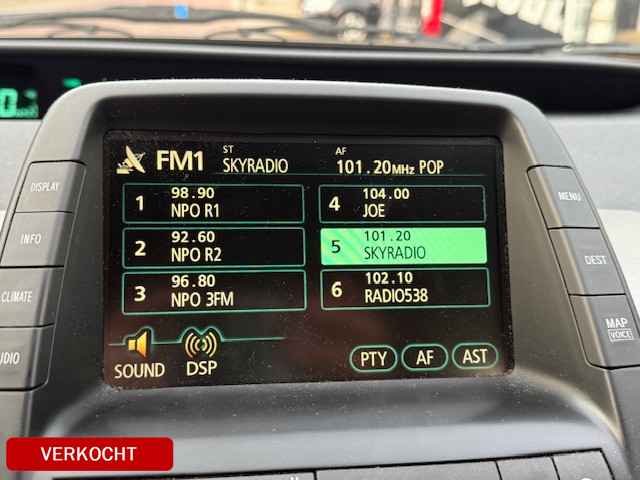 ST AF
FM1 SKYRADIO 101.20MHz POP
1 98.90 NPO R1
2 92.60 NPO R2
3 96.80 NPO 3FM
4 104.00 JOE
5 101.20 SKYRADIO
6 102.10 RADIO538
SOUND DSP PTY AF AST
DISPLAY
INFO
CLIMATE
MENU
DEST
MAP
VOICE
VERKOCHT